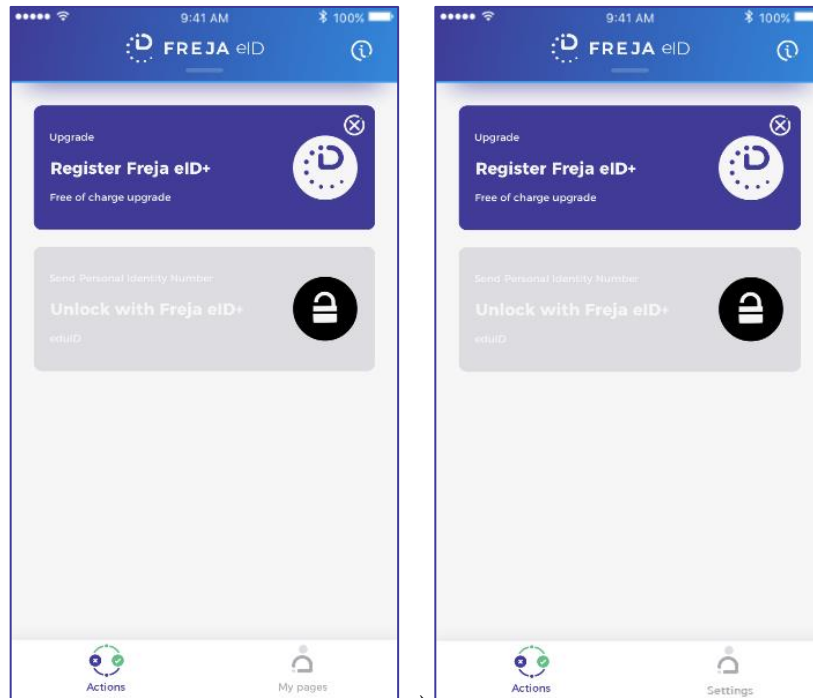 9:41 AM 100%
FREJA eID
Upgrade
Register Freja eID+
Free of charge upgrade
Send Personal Identity Number
Unlock with Freja eID+
eduID
Actions My pages
9:41 AM 100%
FREJA eID
Upgrade
Register Freja eID+
Free of charge upgrade
Send Personal Identity Number
Unlock with Freja eID+
eduID
Actions Settings